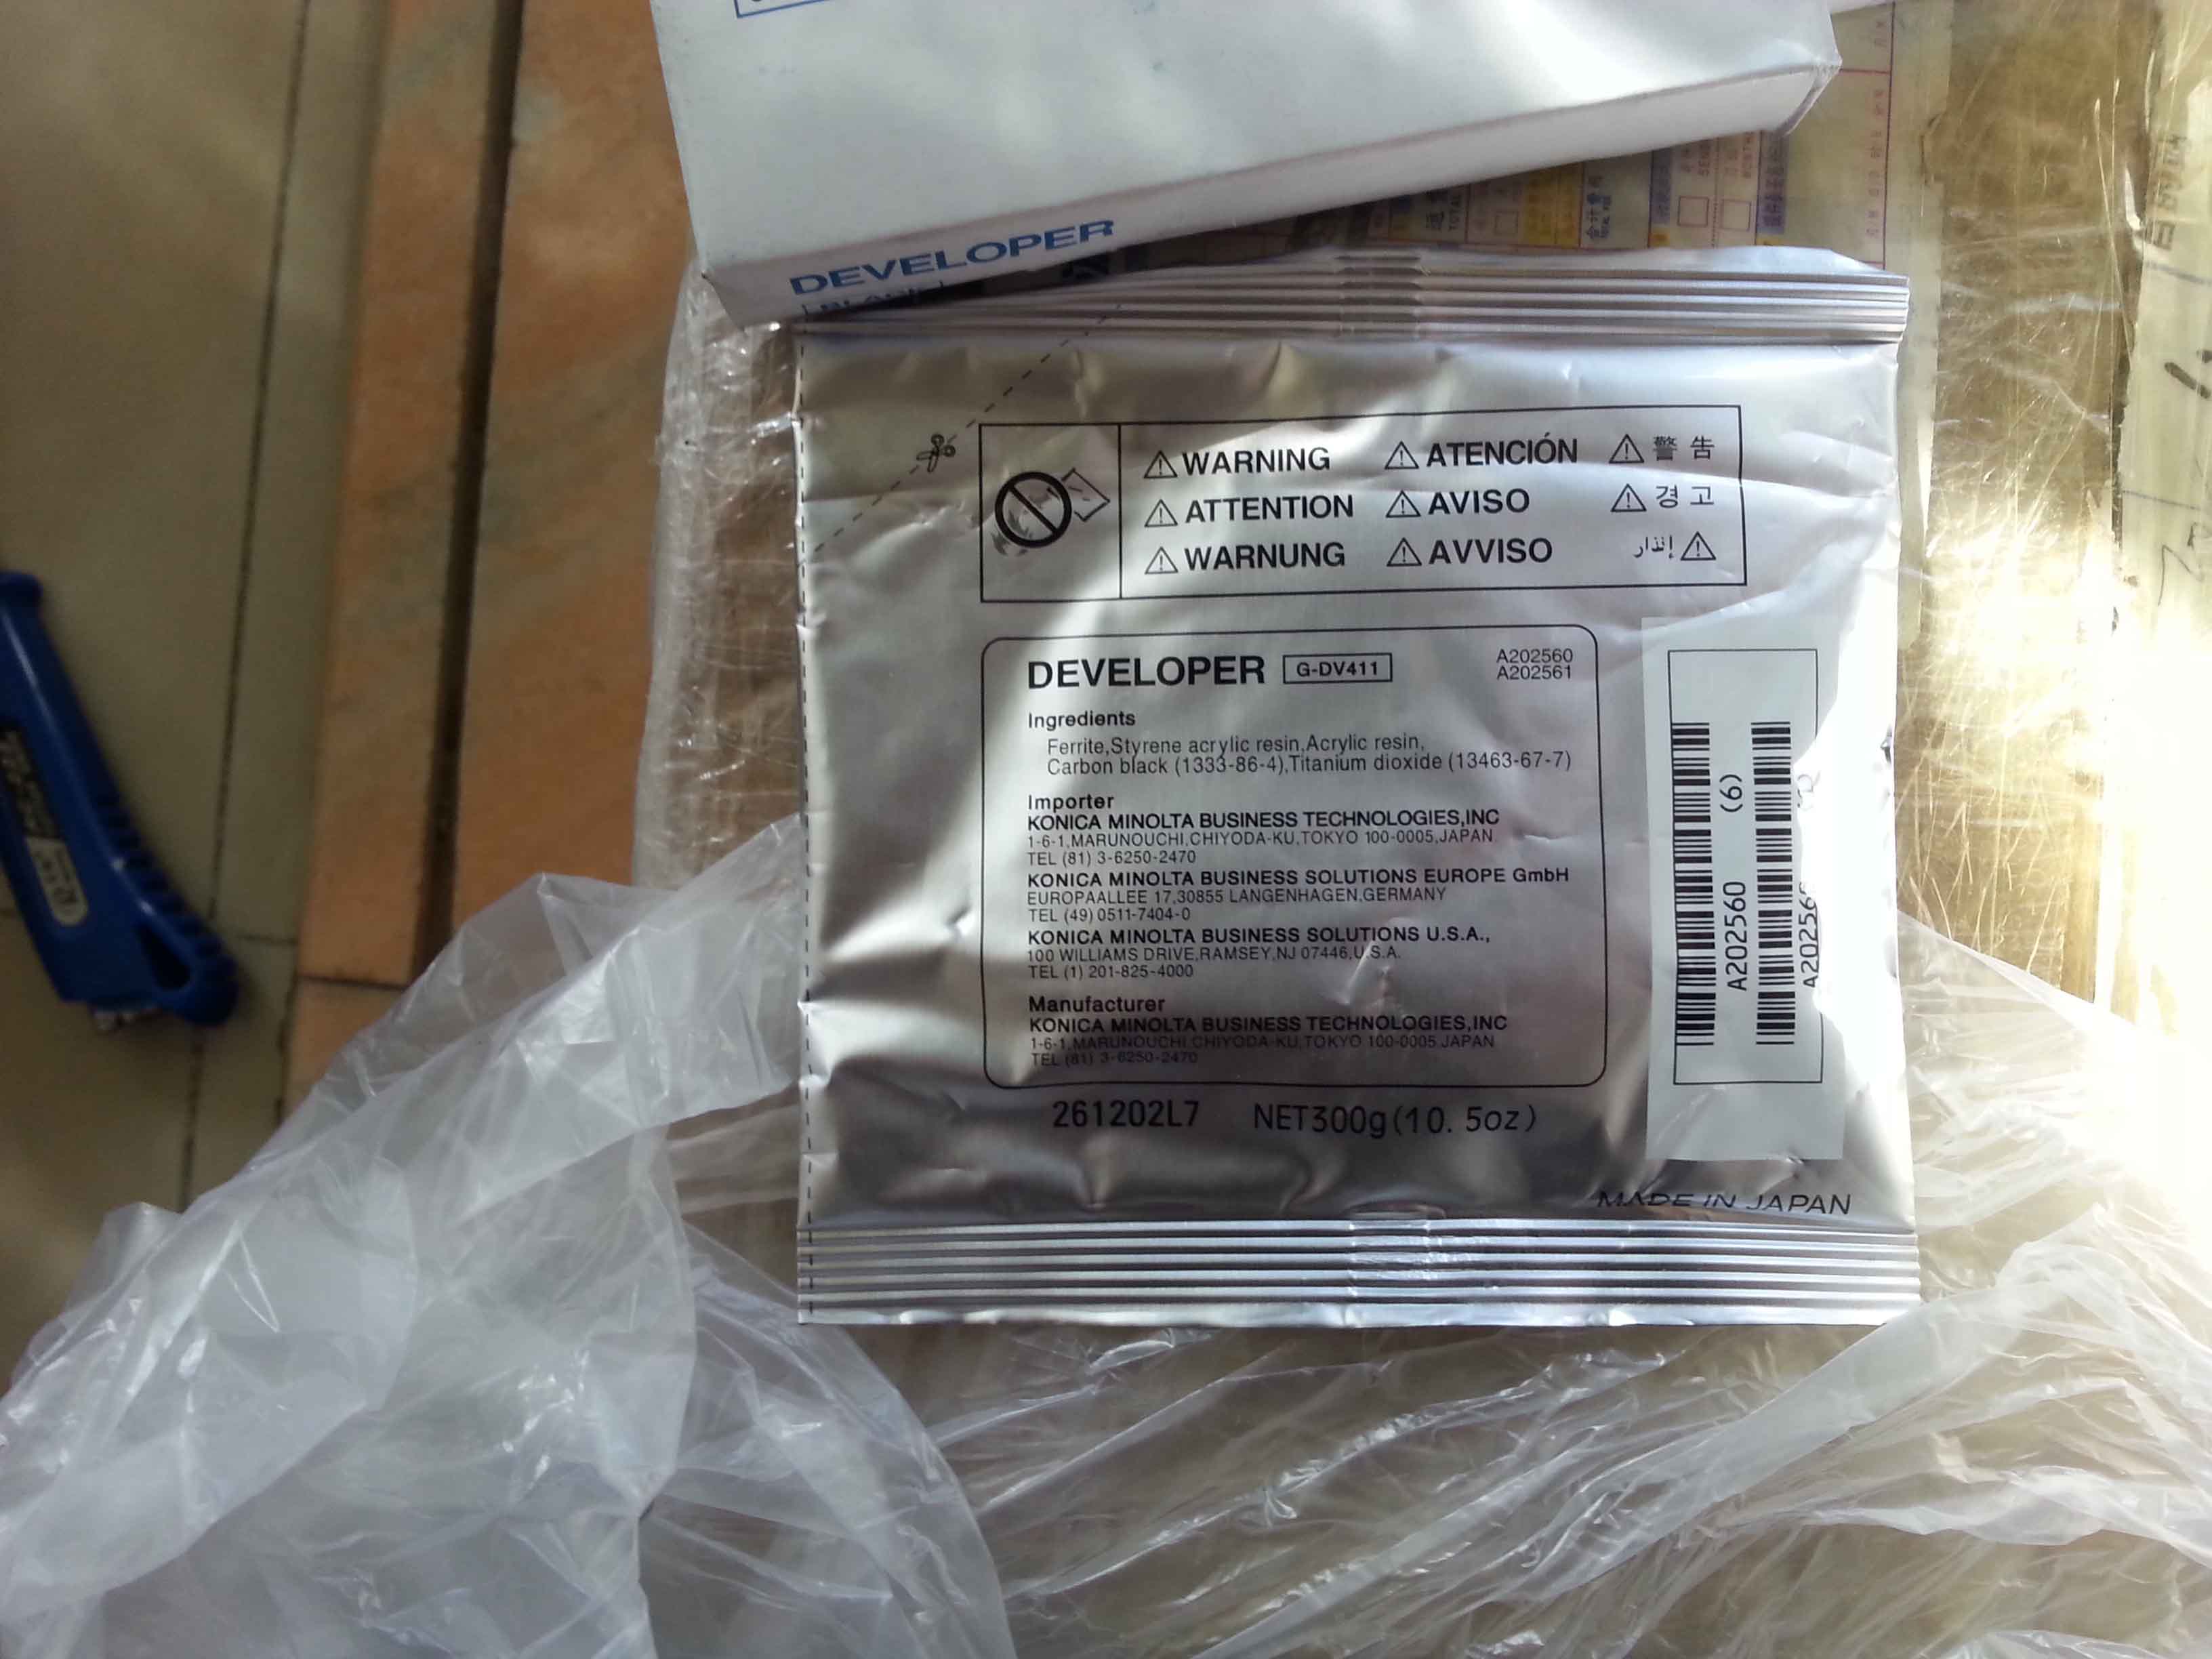 DEVELOPER
BLACK
⚠ WARNING ⚠ ATENCIÓN ⚠ 警告
⚠ ATTENTION ⚠ AVISO ⚠ 경고
⚠ WARNUNG ⚠ AVVISO ⚠ إنذار
DEVELOPER G-DV411
A202560
A202561
Ingredients
Ferrite,Styrene acrylic resin,Acrylic resin,
Carbon black (1333-86-4),Titanium dioxide (13463-67-7)
Importer
KONICA MINOLTA BUSINESS TECHNOLOGIES,INC
1-6-1,MARUNOUCHI,CHIYODA-KU,TOKYO 100-0005,JAPAN
TEL (81) 3-6250-2470
KONICA MINOLTA BUSINESS SOLUTIONS EUROPE GmbH
EUROPAALLEE 17,30855 LANGENHAGEN,GERMANY
TEL (49) 0511-7404-0
KONICA MINOLTA BUSINESS SOLUTIONS U.S.A.,
100 WILLIAMS DRIVE,RAMSEY,NJ 07446,U.S.A.
TEL (1) 201-825-4000
Manufacturer
KONICA MINOLTA BUSINESS TECHNOLOGIES,INC
1-6-1,MARUNOUCHI,CHIYODA-KU,TOKYO 100-0005,JAPAN
TEL (81) 3-6250-2470
261202L7 NET300g(10. 5oz)
A202560 (6)
MADE IN JAPAN
TOTAL